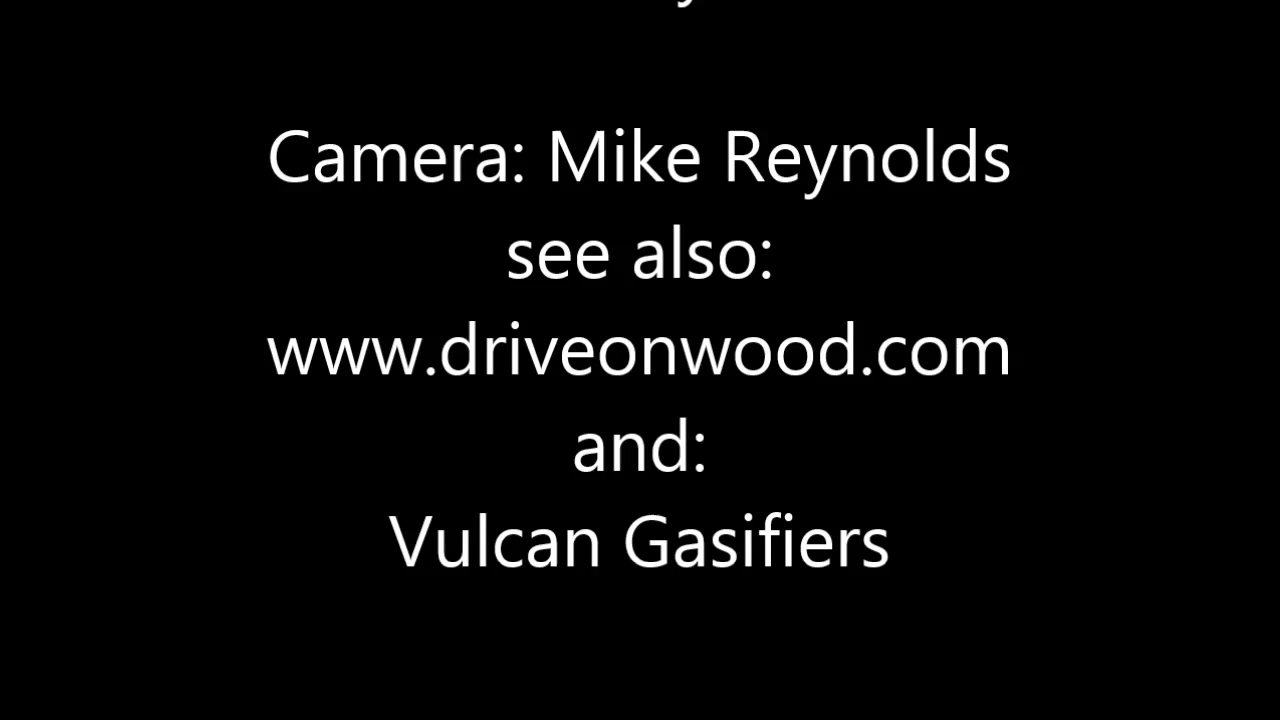 Camera: Mike Reynolds
see also:
www.driveonwood.com
and:
Vulcan Gasifiers